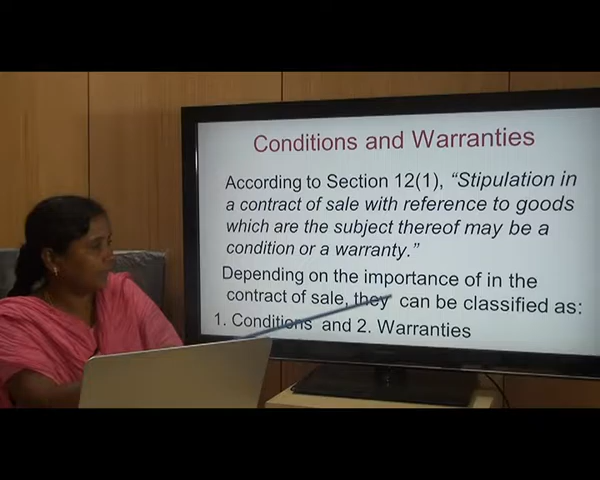 Conditions and Warranties
According to Section 12(1), “Stipulation in
a contract of sale with reference to goods
which are the subject thereof may be a
condition or a warranty.”
Depending on the importance of in the
contract of sale, they can be classified as:
1. Conditions and 2. Warranties